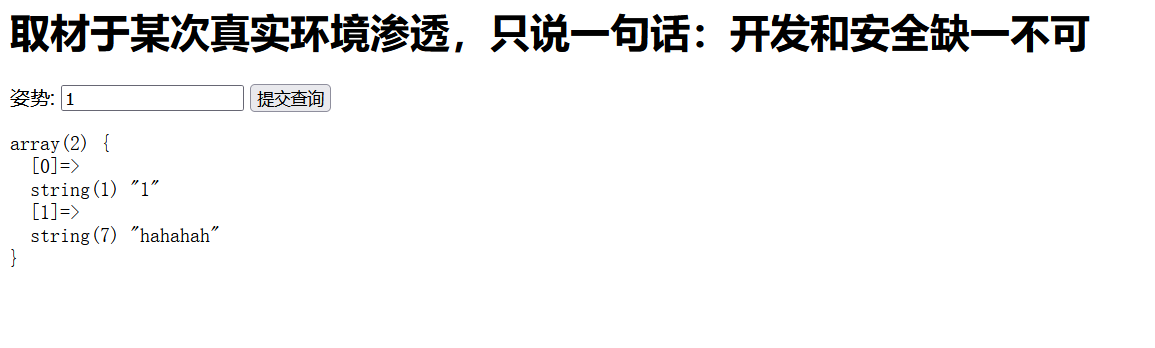 取材于某次真实环境渗透，只说一句话：开发和安全缺一不可
姿势: 1 提交查询
array(2) {
  [0]=>
  string(1) "1"
  [1]=>
  string(7) "hahahah"
}